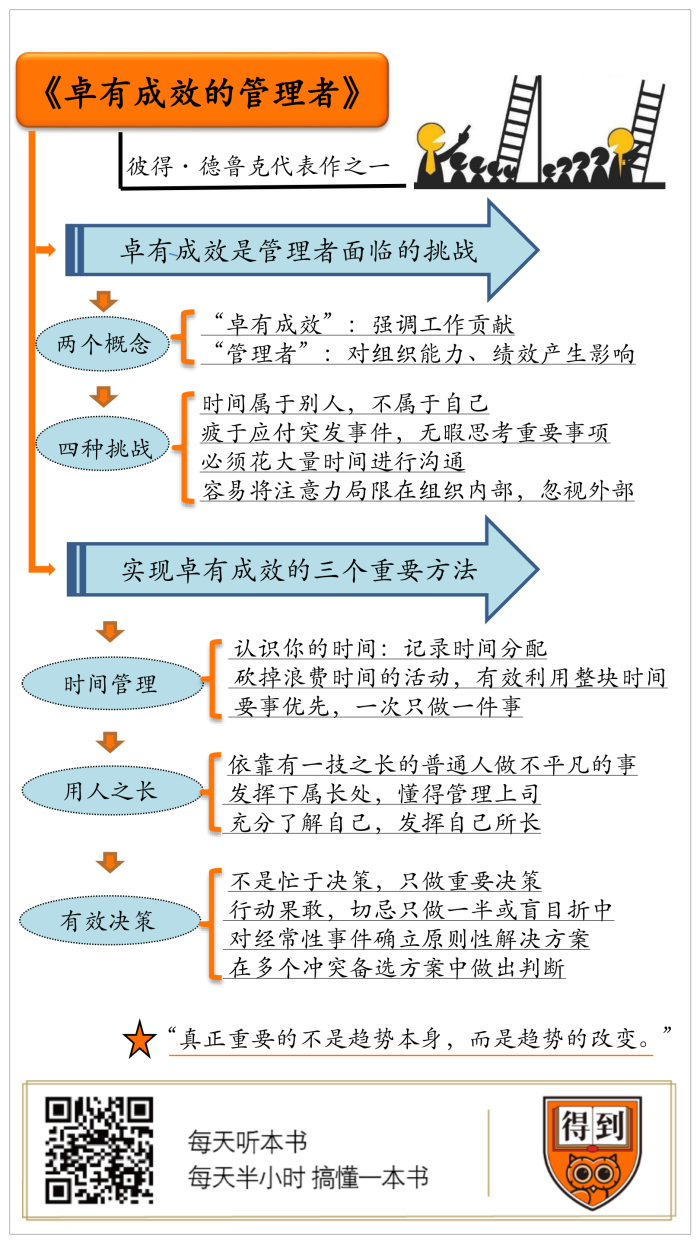 《卓有成效的管理者》
彼得·德鲁克代表作之一
卓有成效是管理者面临的挑战
两个概念
“卓有成效”：强调工作贡献
“管理者”：对组织能力、绩效产生影响
四种挑战
时间属于别人，不属于自己
疲于应付突发事件，无暇思考重要事项
必须花大量时间进行沟通
容易将注意力局限在组织内部，忽视外部
实现卓有成效的三个重要方法
时间管理
认识你的时间：记录时间分配
砍掉浪费时间的活动，有效利用整块时间
要事优先，一次只做一件事
用人之长
依靠有一技之长的普通人做不平凡的事
发挥下属长处，懂得管理上司
充分了解自己，发挥自己所长
有效决策
不是忙于决策，只做重要决策
行动果敢，切忌只做一半或盲目折中
对经常性事件确立原则性解决方案
在多个冲突备选方案中做出判断
“真正重要的不是趋势本身，而是趋势的改变。”
每天听本书
每天半小时 搞懂一本书
得到